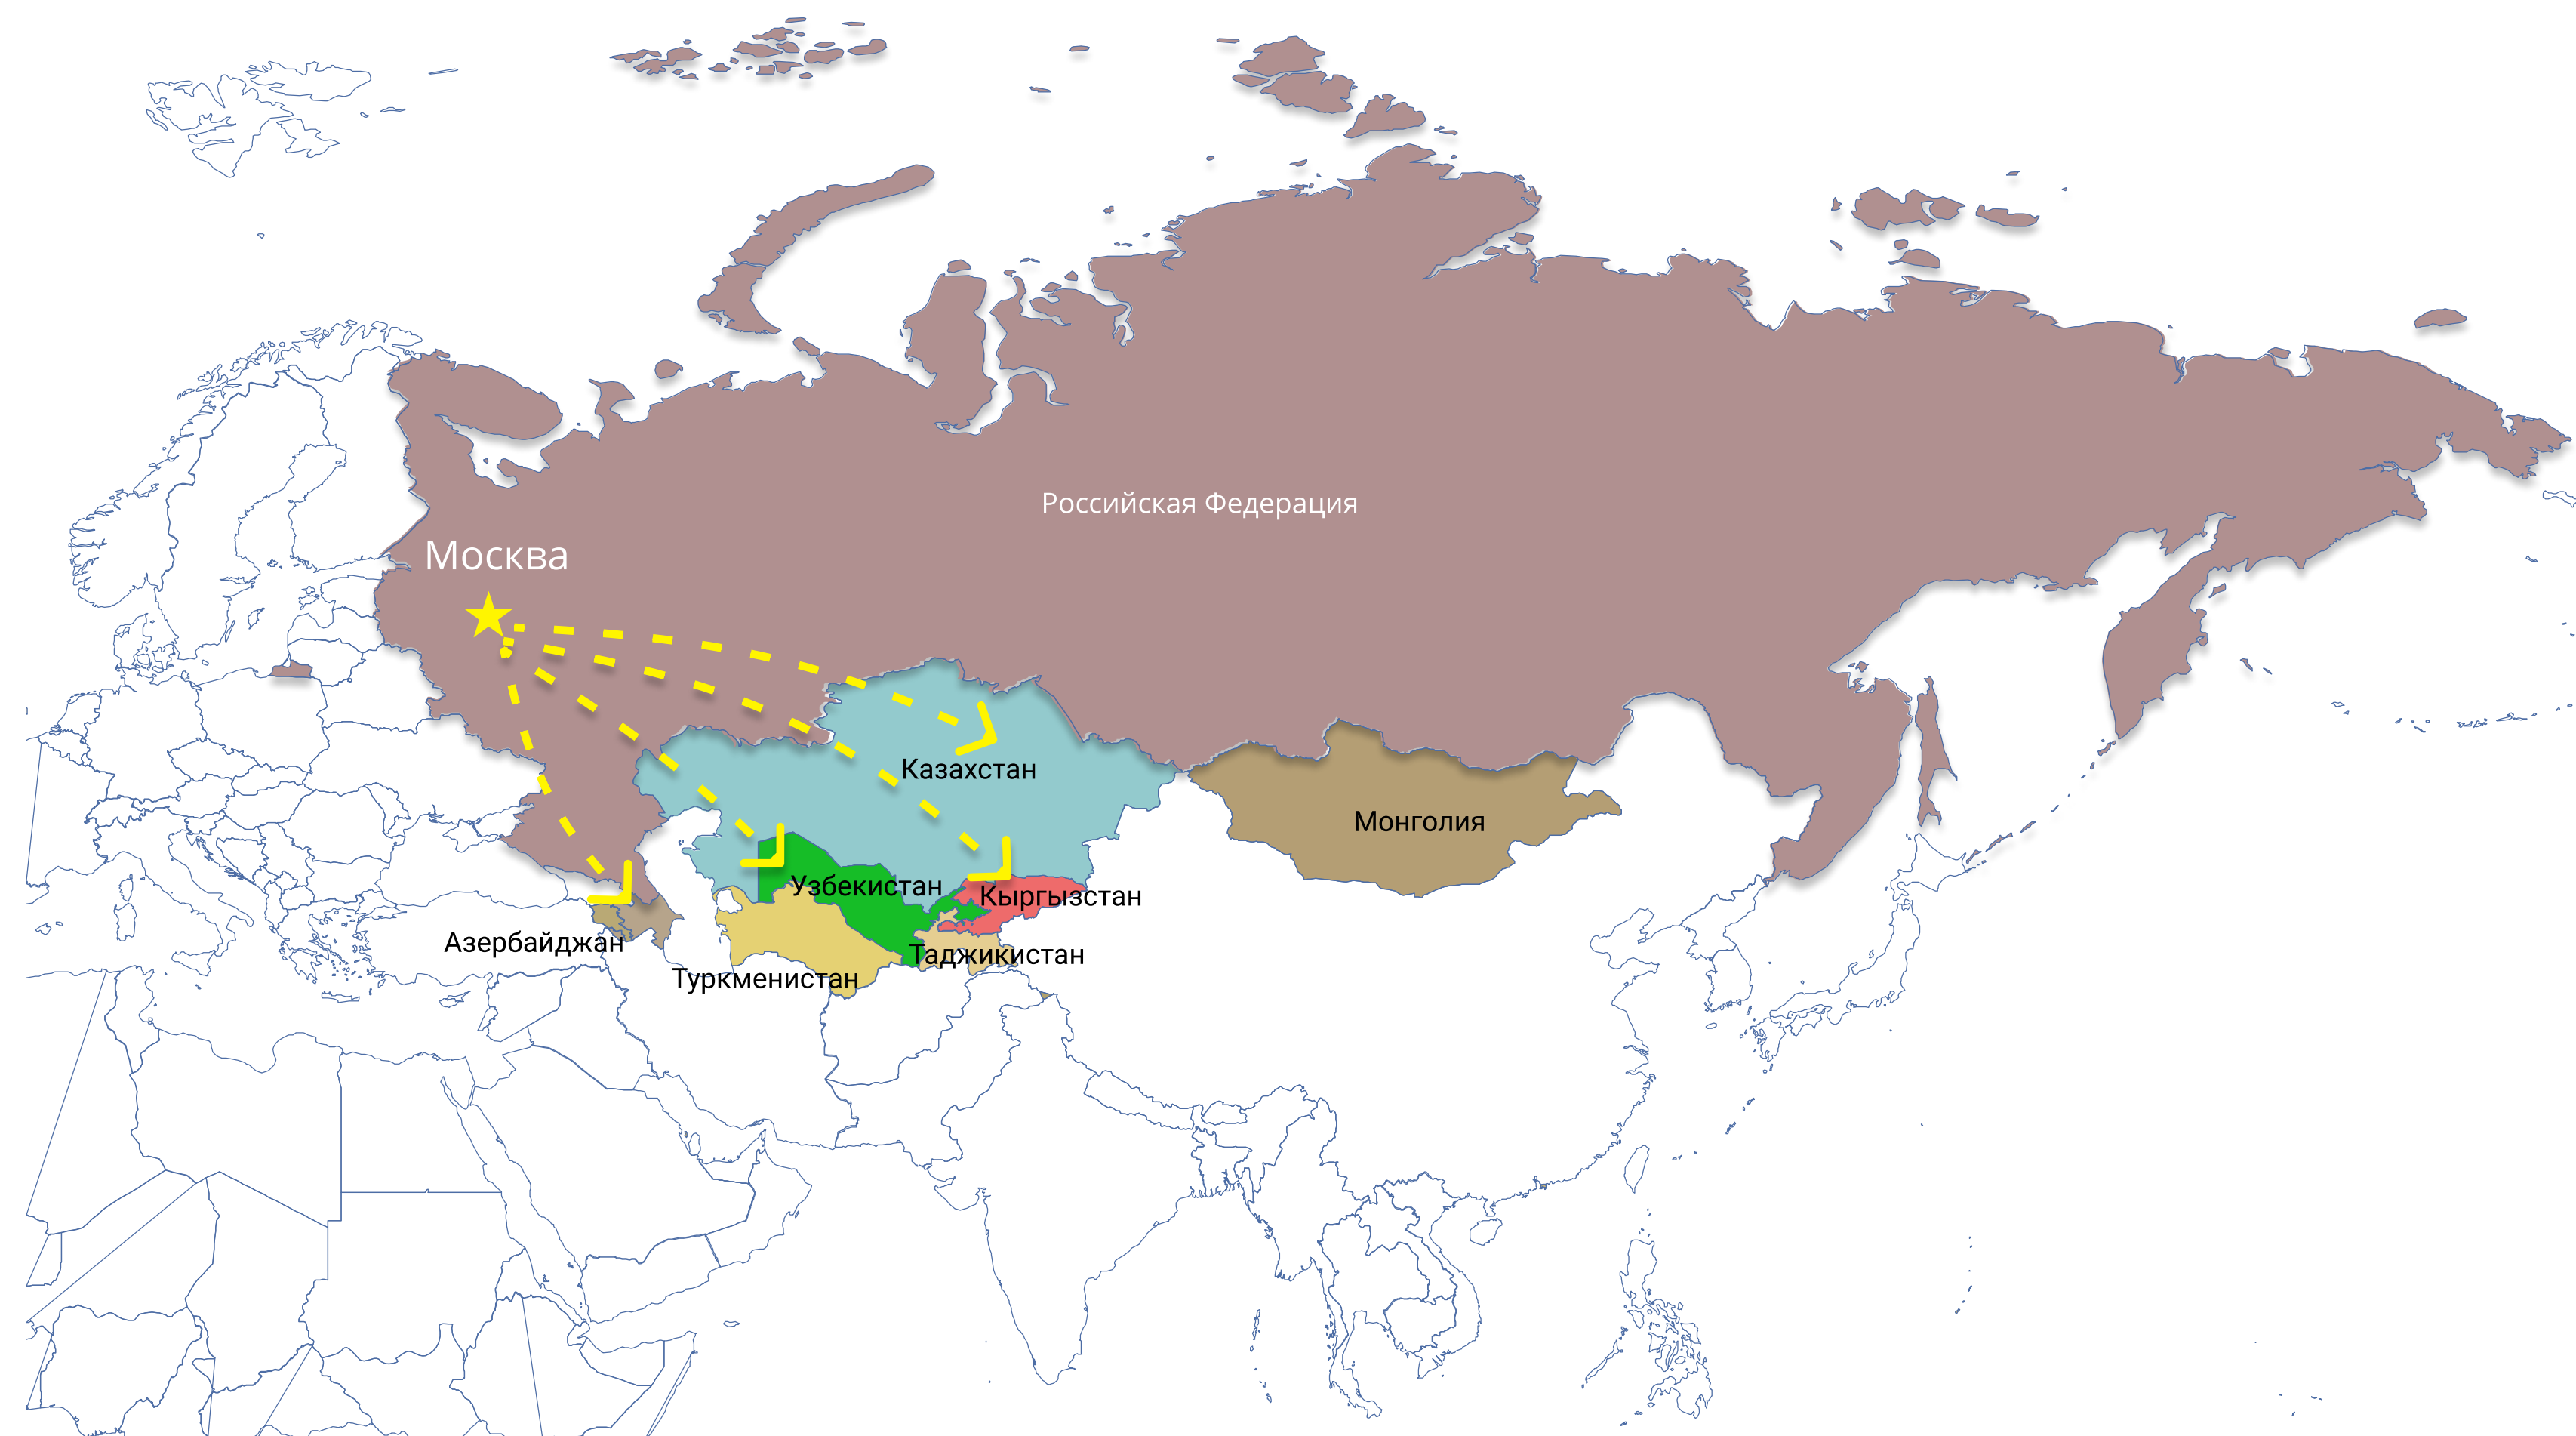 Российская Федерация
Москва
Казахстан
Монголия
Узбекистан
Кыргызстан
Азербайджан
Таджикистан
Туркменистан